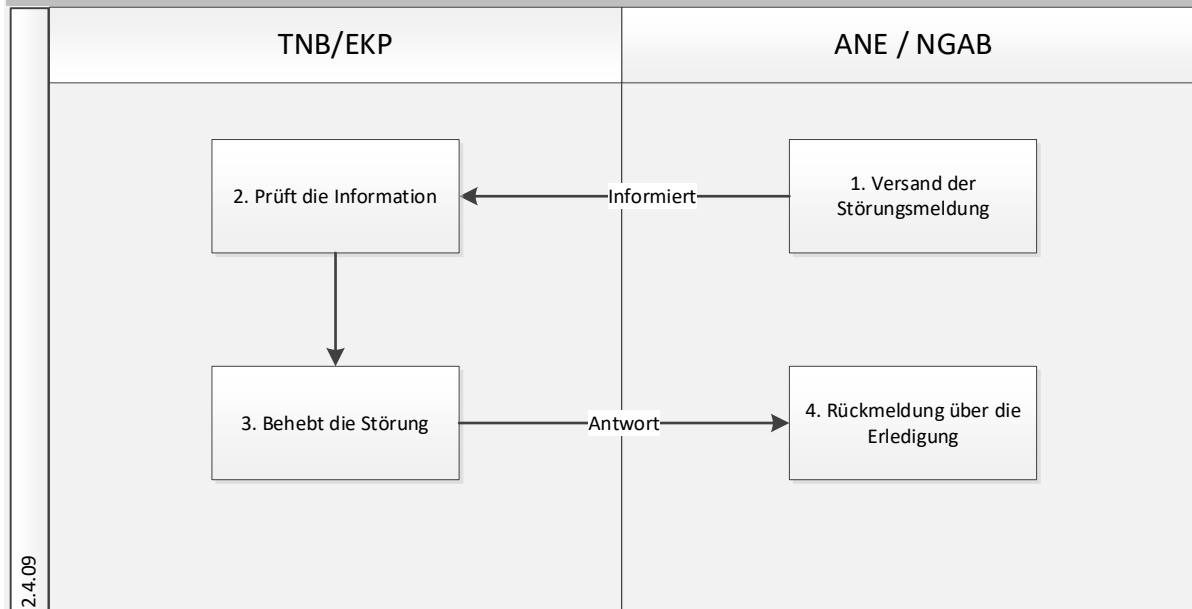 TNB/EKP
ANE / NGAB
2. Prüft die Information
Informiert
1. Versand der
Störungsmeldung
3. Behebt die Störung
Antwort
4. Rückmeldung über die
Erledigung
2.4.09